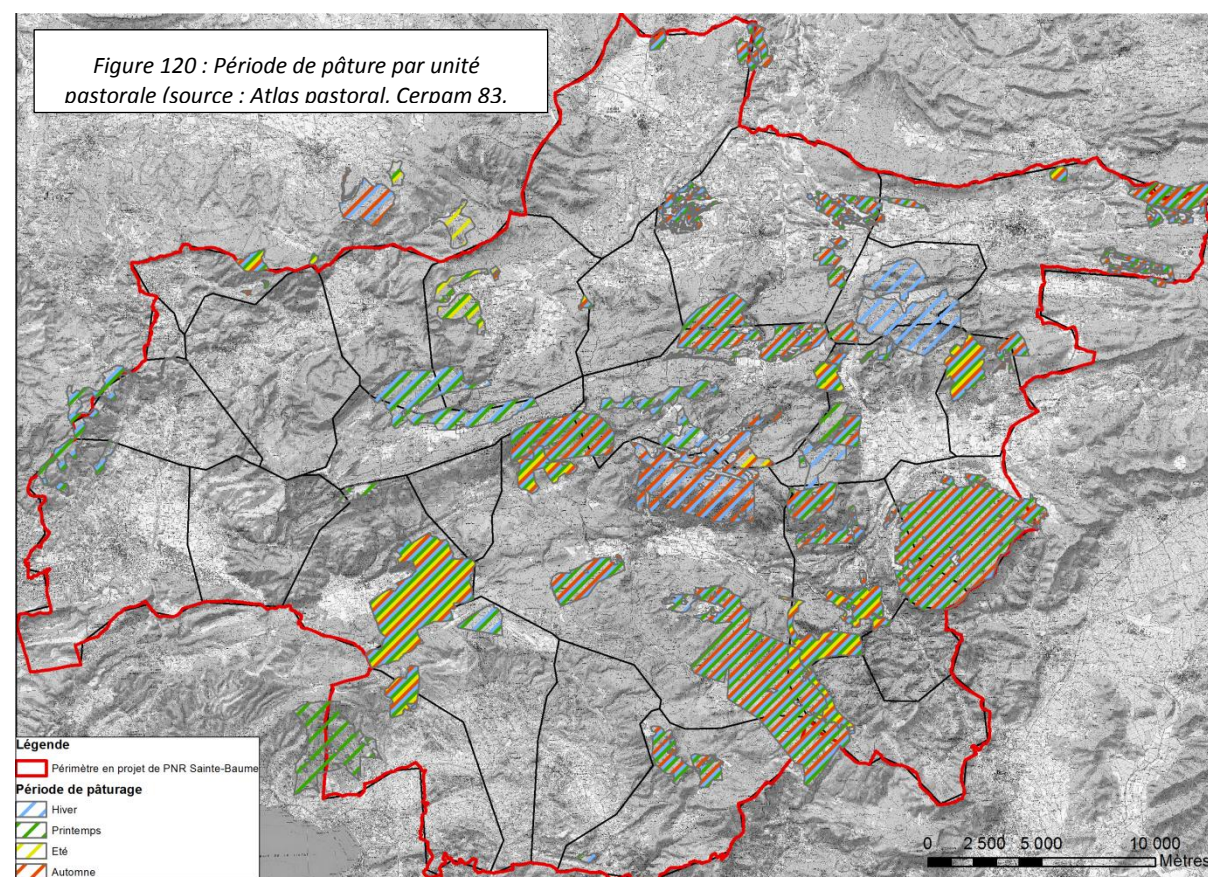 Figure 120 : Période de pâture par unité
pastorale (source : Atlas pastoral, Cerpam 83,
Légende
Périmètre en projet de PNR Sainte-Baume
Période de pâturage
Hiver
Printemps
Eté
Automne
0 2 500 5 000 10 000
Mètres